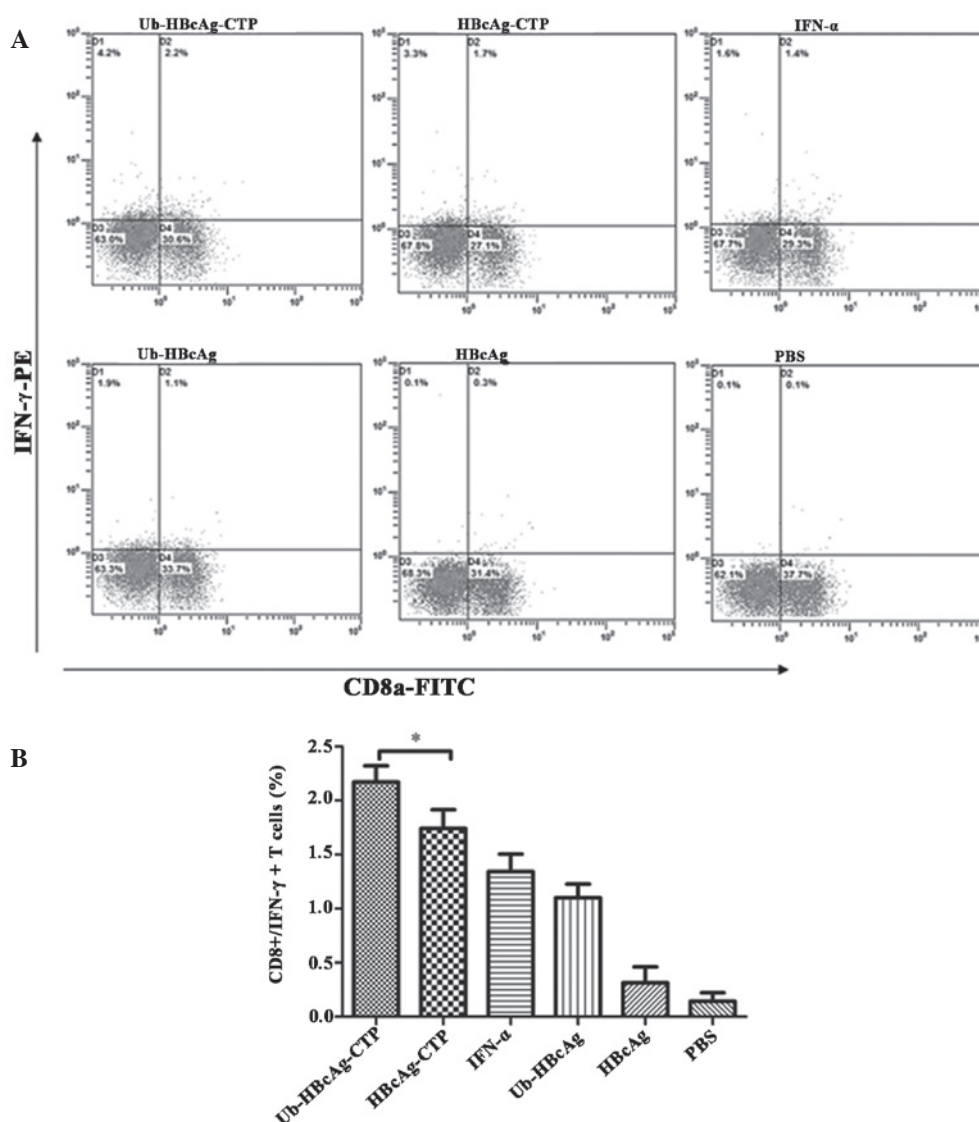 A
Ub-HBcAg-CTP
D1 D2
4.2% 2.2%
D3 D4
63.0% 30.6%
HBcAg-CTP
D1 D2
3.3% 1.7%
D3 D4
67.8% 27.1%
IFN-α
D1 D2
1.6% 1.4%
D3 D4
67.7% 29.3%
Ub-HBcAg
D1 D2
1.9% 1.1%
D3 D4
63.3% 33.7%
HBcAg
D1 D2
0.1% 0.3%
D3 D4
68.3% 31.4%
PBS
D1 D2
0.1% 0.1%
D3 D4
62.1% 37.7%
10⁰ 10¹ 10²
IFN-γ-PE
CD8a-FITC
B
CD8+/IFN-γ + T cells (%)
2.5
2.0
1.5
1.0
0.5
0.0
*
Ub-HBcAg-CTP
HBcAg-CTP
IFN-α
Ub-HBcAg
HBcAg
PBS